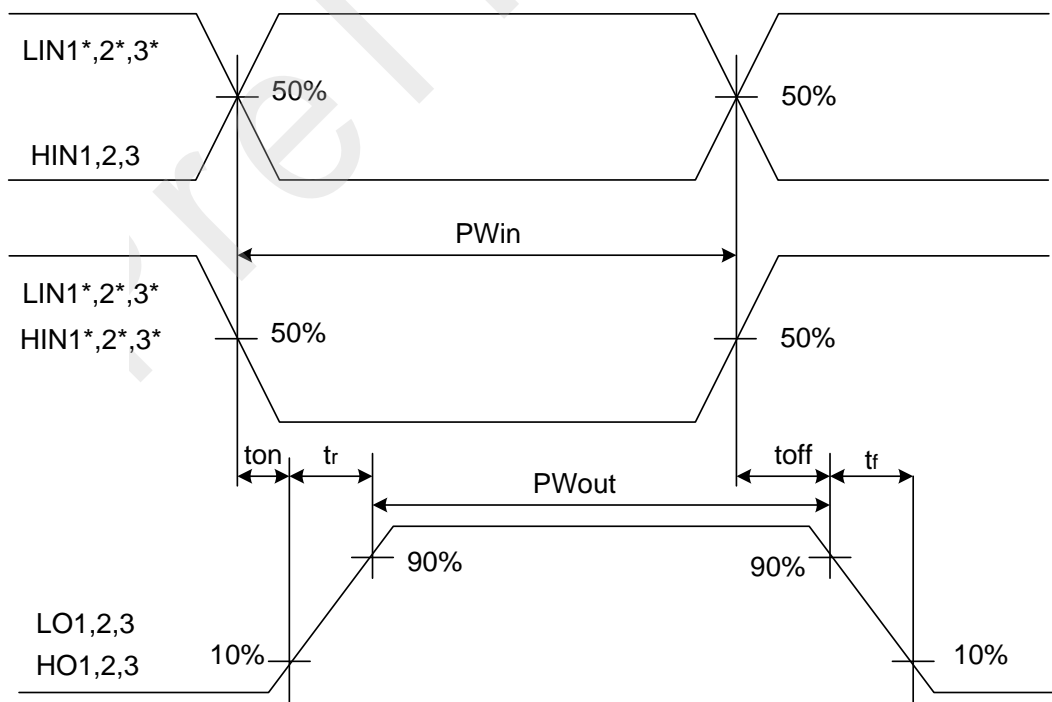 LIN1*,2*,3*
50%
50%
HIN1,2,3
PWin
LIN1*,2*,3*
HIN1*,2*,3*
50%
50%
ton
tr
toff
tf
PWout
90%
90%
LO1,2,3
HO1,2,3
10%
10%